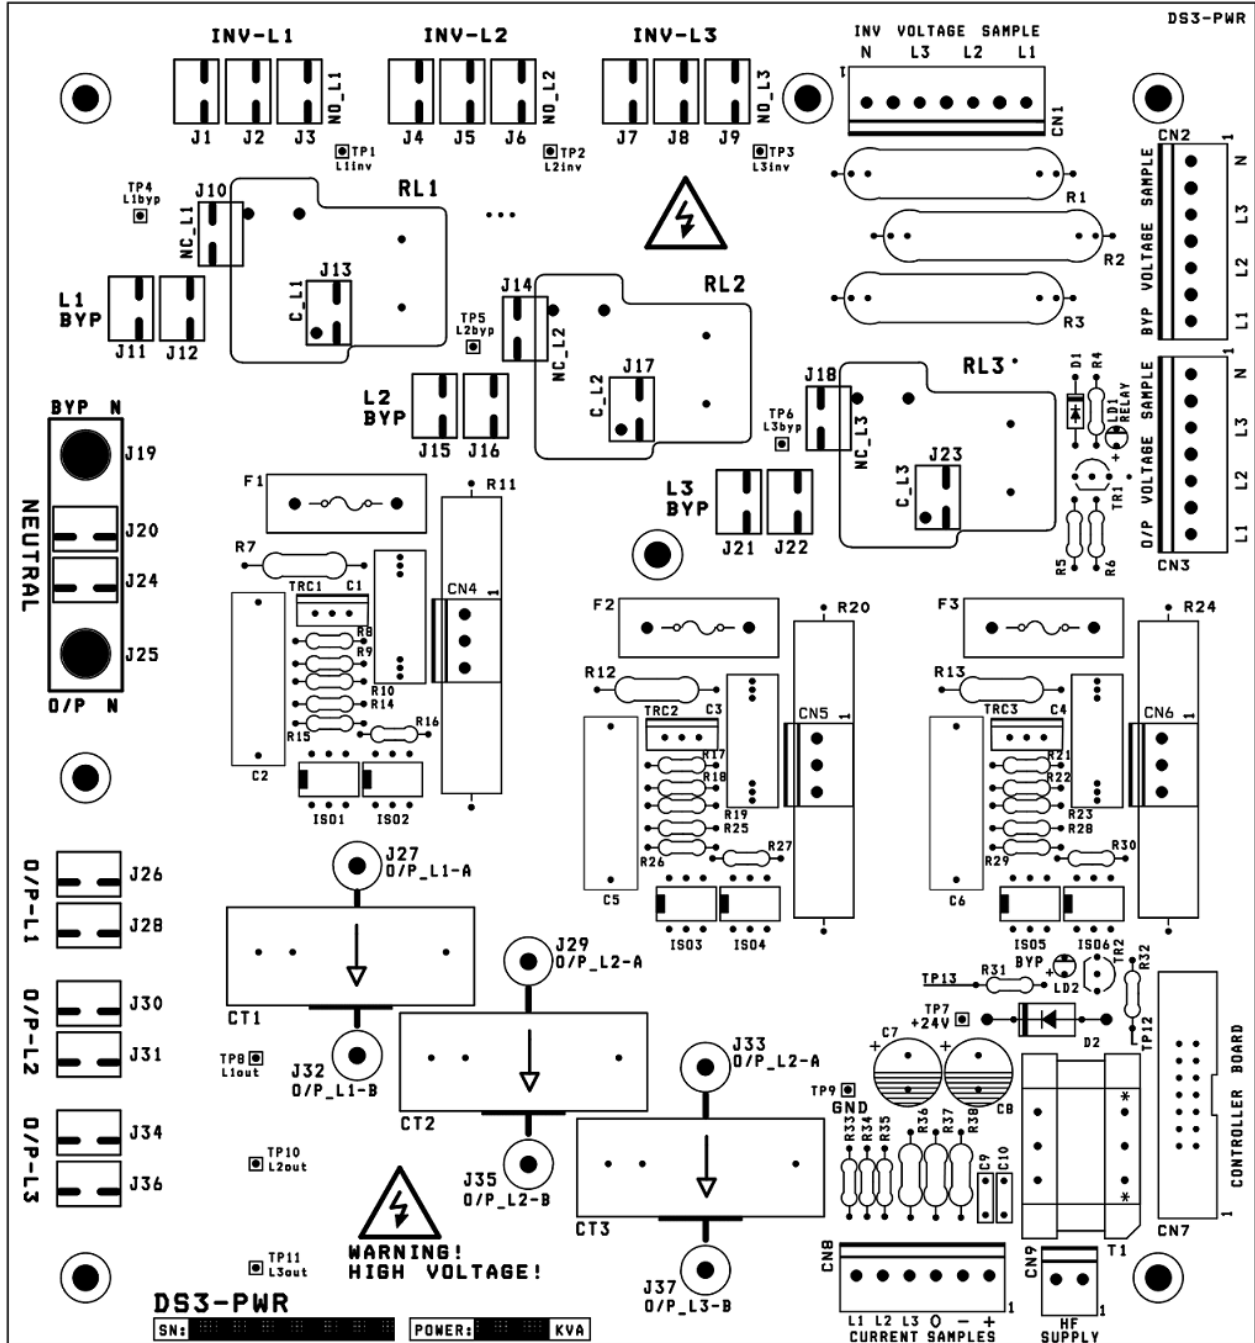 DS3-PWR
INV-L1
INV-L2
INV-L3
INV VOLTAGE SAMPLE
N L3 L2 L1
1
CN1
NO_L1
NO_L2
NO_L3
J1 J2 J3
J4 J5 J6
J7 J8 J9
TP1
L1inv
TP2
L2inv
TP3
L3inv
CN2
1
BYP VOLTAGE SAMPLE
N L3 L2 L1
TP4
L1byp
J10
NC_L1
RL1
R1
R2
R3
J13
C_L1
L1
BYP
J11 J12
TP5
L2byp
J14
NC_L2
RL2
J17
C_L2
L2
BYP
J15 J16
TP6
L3byp
J18
NC_L3
RL3
J23
C_L3
L3
BYP
J21 J22
D1
R4
LD1
RELAY
+
TR1
R5
R6
1
O/P VOLTAGE SAMPLE
N L3 L2 L1
CN3
BYP N
J19
J20
J24
J25
NEUTRAL
O/P N
F1
R11
R7
TRC1
C1
CN4
1
R8
R9
R10
R14
R15
R16
C2
ISO1
ISO2
F2
R20
R12
TRC2
C3
CN5
1
R17
R18
R19
R25
R26
R27
C5
ISO3
ISO4
F3
R24
R13
TRC3
C4
CN6
1
R21
R22
R23
R28
R29
R30
C6
ISO5
ISO6
BYP
+
LD2
TR2
R32
TP13
R31
TP12
TP7
+24V
D2
O/P-L1
J26
J28
O/P-L2
J30
J31
O/P-L3
J34
J36
J27
O/P_L1-A
CT1
J32
O/P_L1-B
TP8
L1out
J29
O/P_L2-A
CT2
J35
O/P_L2-B
TP10
L2out
J33
O/P_L2-A
CT3
J37
O/P_L3-B
TP11
L3out
C7
+
C8
+
TP9
GND
R33
R34
R35
R36
R37
R38
C9
C10
*
*
T1
CONTROLLER BOARD
1
CN7
CN8
1
L1 L2 L3 0 - +
CURRENT SAMPLES
CN9
1
HF
SUPPLY
WARNING!
HIGH VOLTAGE!
DS3-PWR
SN:
POWER: KVA